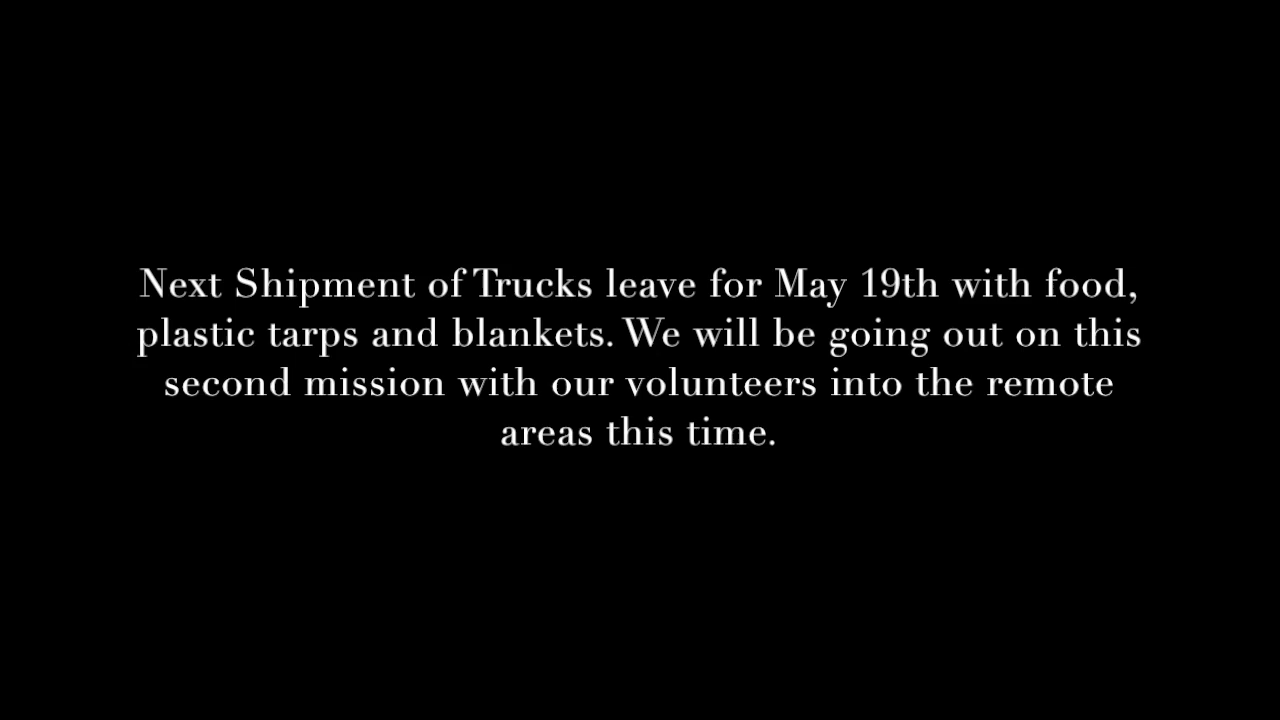 Next Shipment of Trucks leave for May 19th with food,
plastic tarps and blankets. We will be going out on this
second mission with our volunteers into the remote
areas this time.